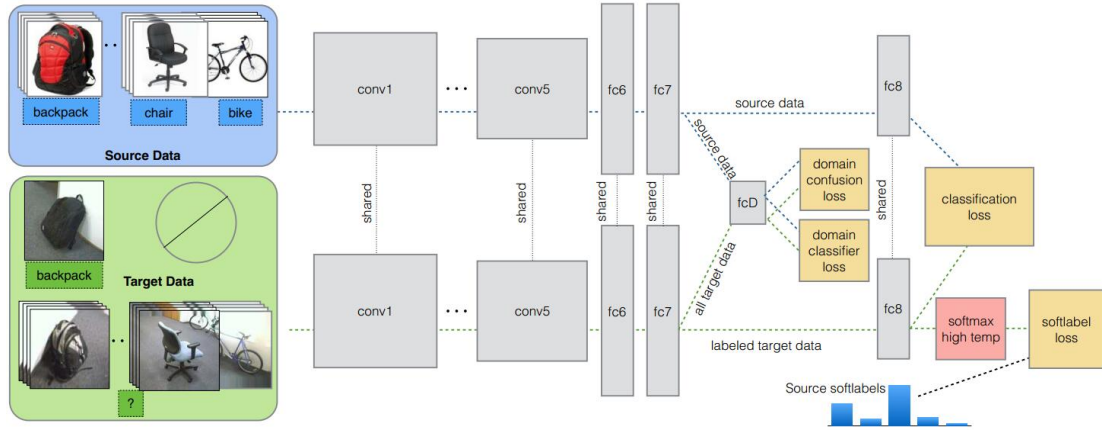 backpack
chair
bike
Source Data
backpack
Target Data
?
conv1
...
conv5
fc6
fc7
source data
fc8
source data
domain
confusion
loss
fcD
domain
classifier
loss
classification
loss
shared
shared
shared
shared
shared
all target data
conv1
...
conv5
fc6
fc7
labeled target data
fc8
softmax
high temp
softlabel
loss
Source softlabels